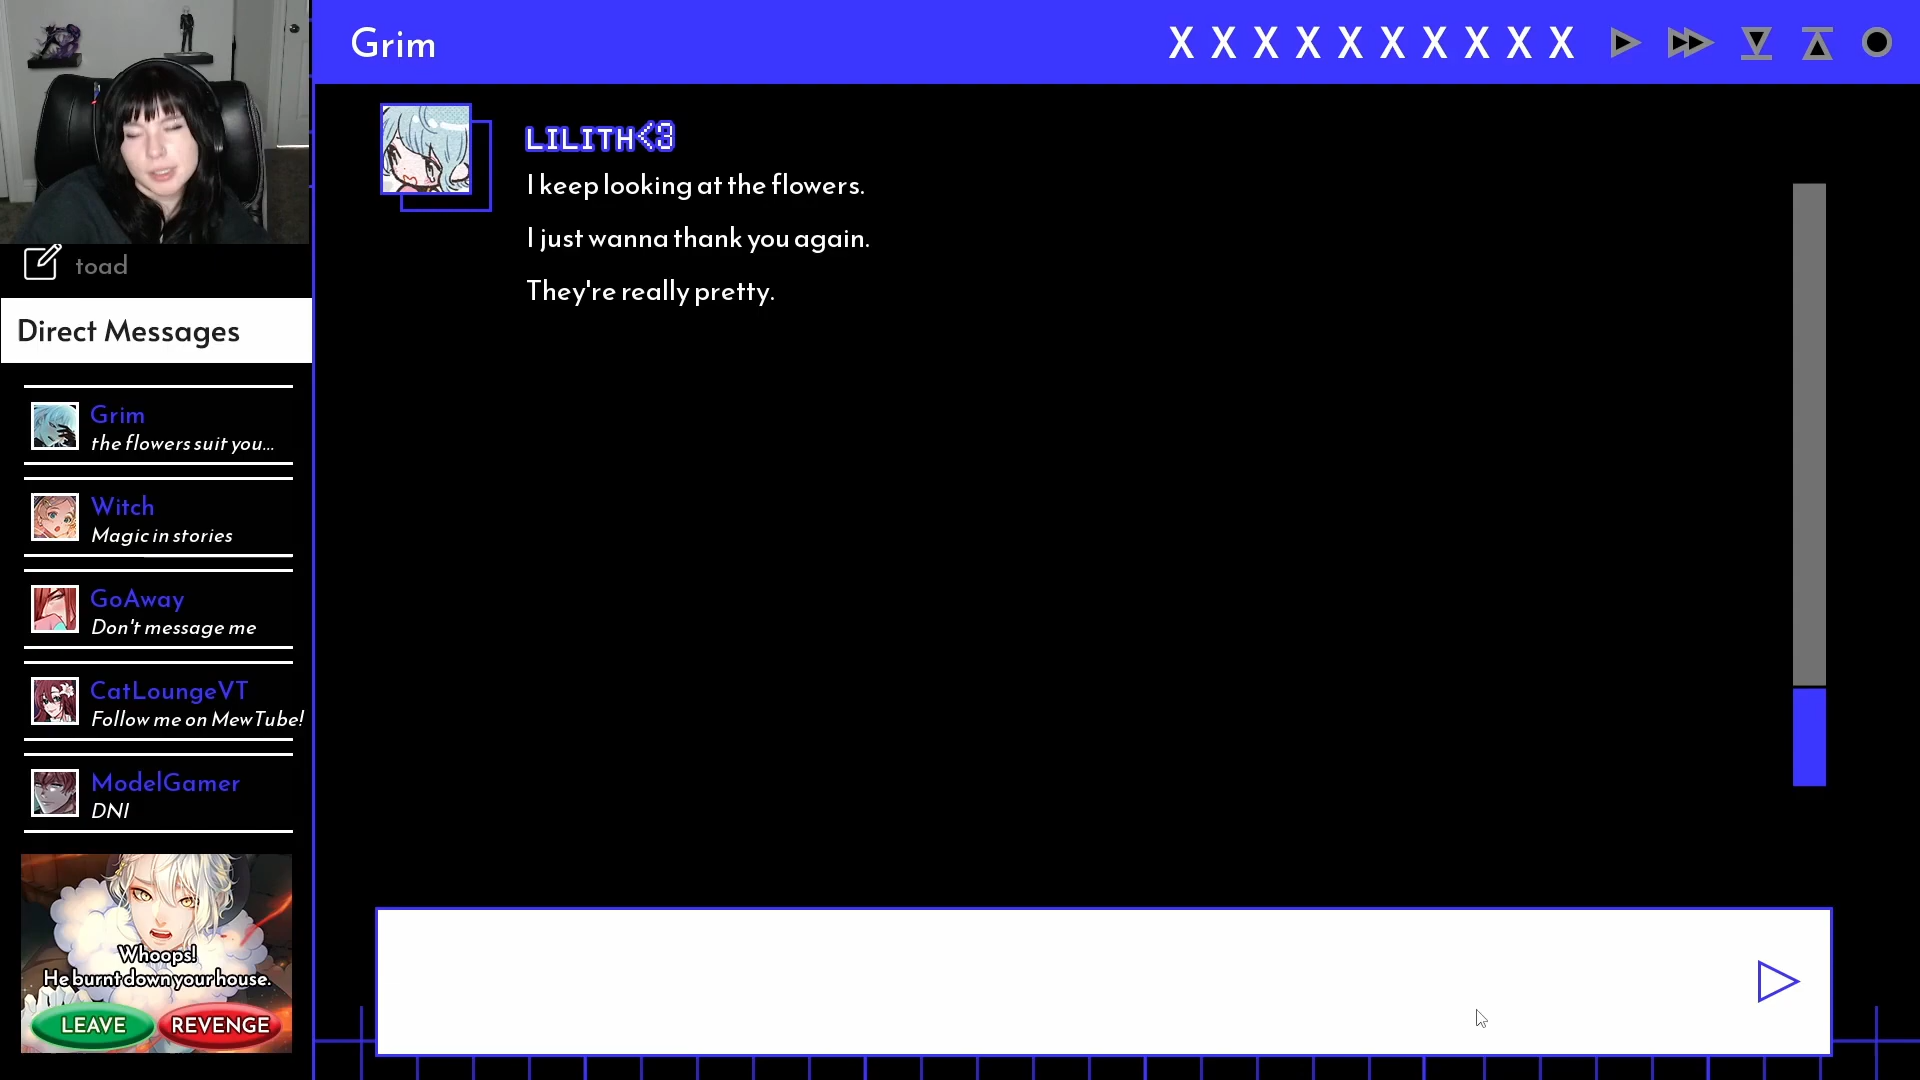 Grim
X X X X X X X X X X
LILITH<3
I keep looking at the flowers.
I just wanna thank you again.
They're really pretty.
toad
Direct Messages
Grim
the flowers suit you...
Witch
Magic in stories
GoAway
Don't message me
CatLoungeVT
Follow me on MewTube!
ModelGamer
DNI
Whoops!
He burnt down your house.
LEAVE
REVENGE